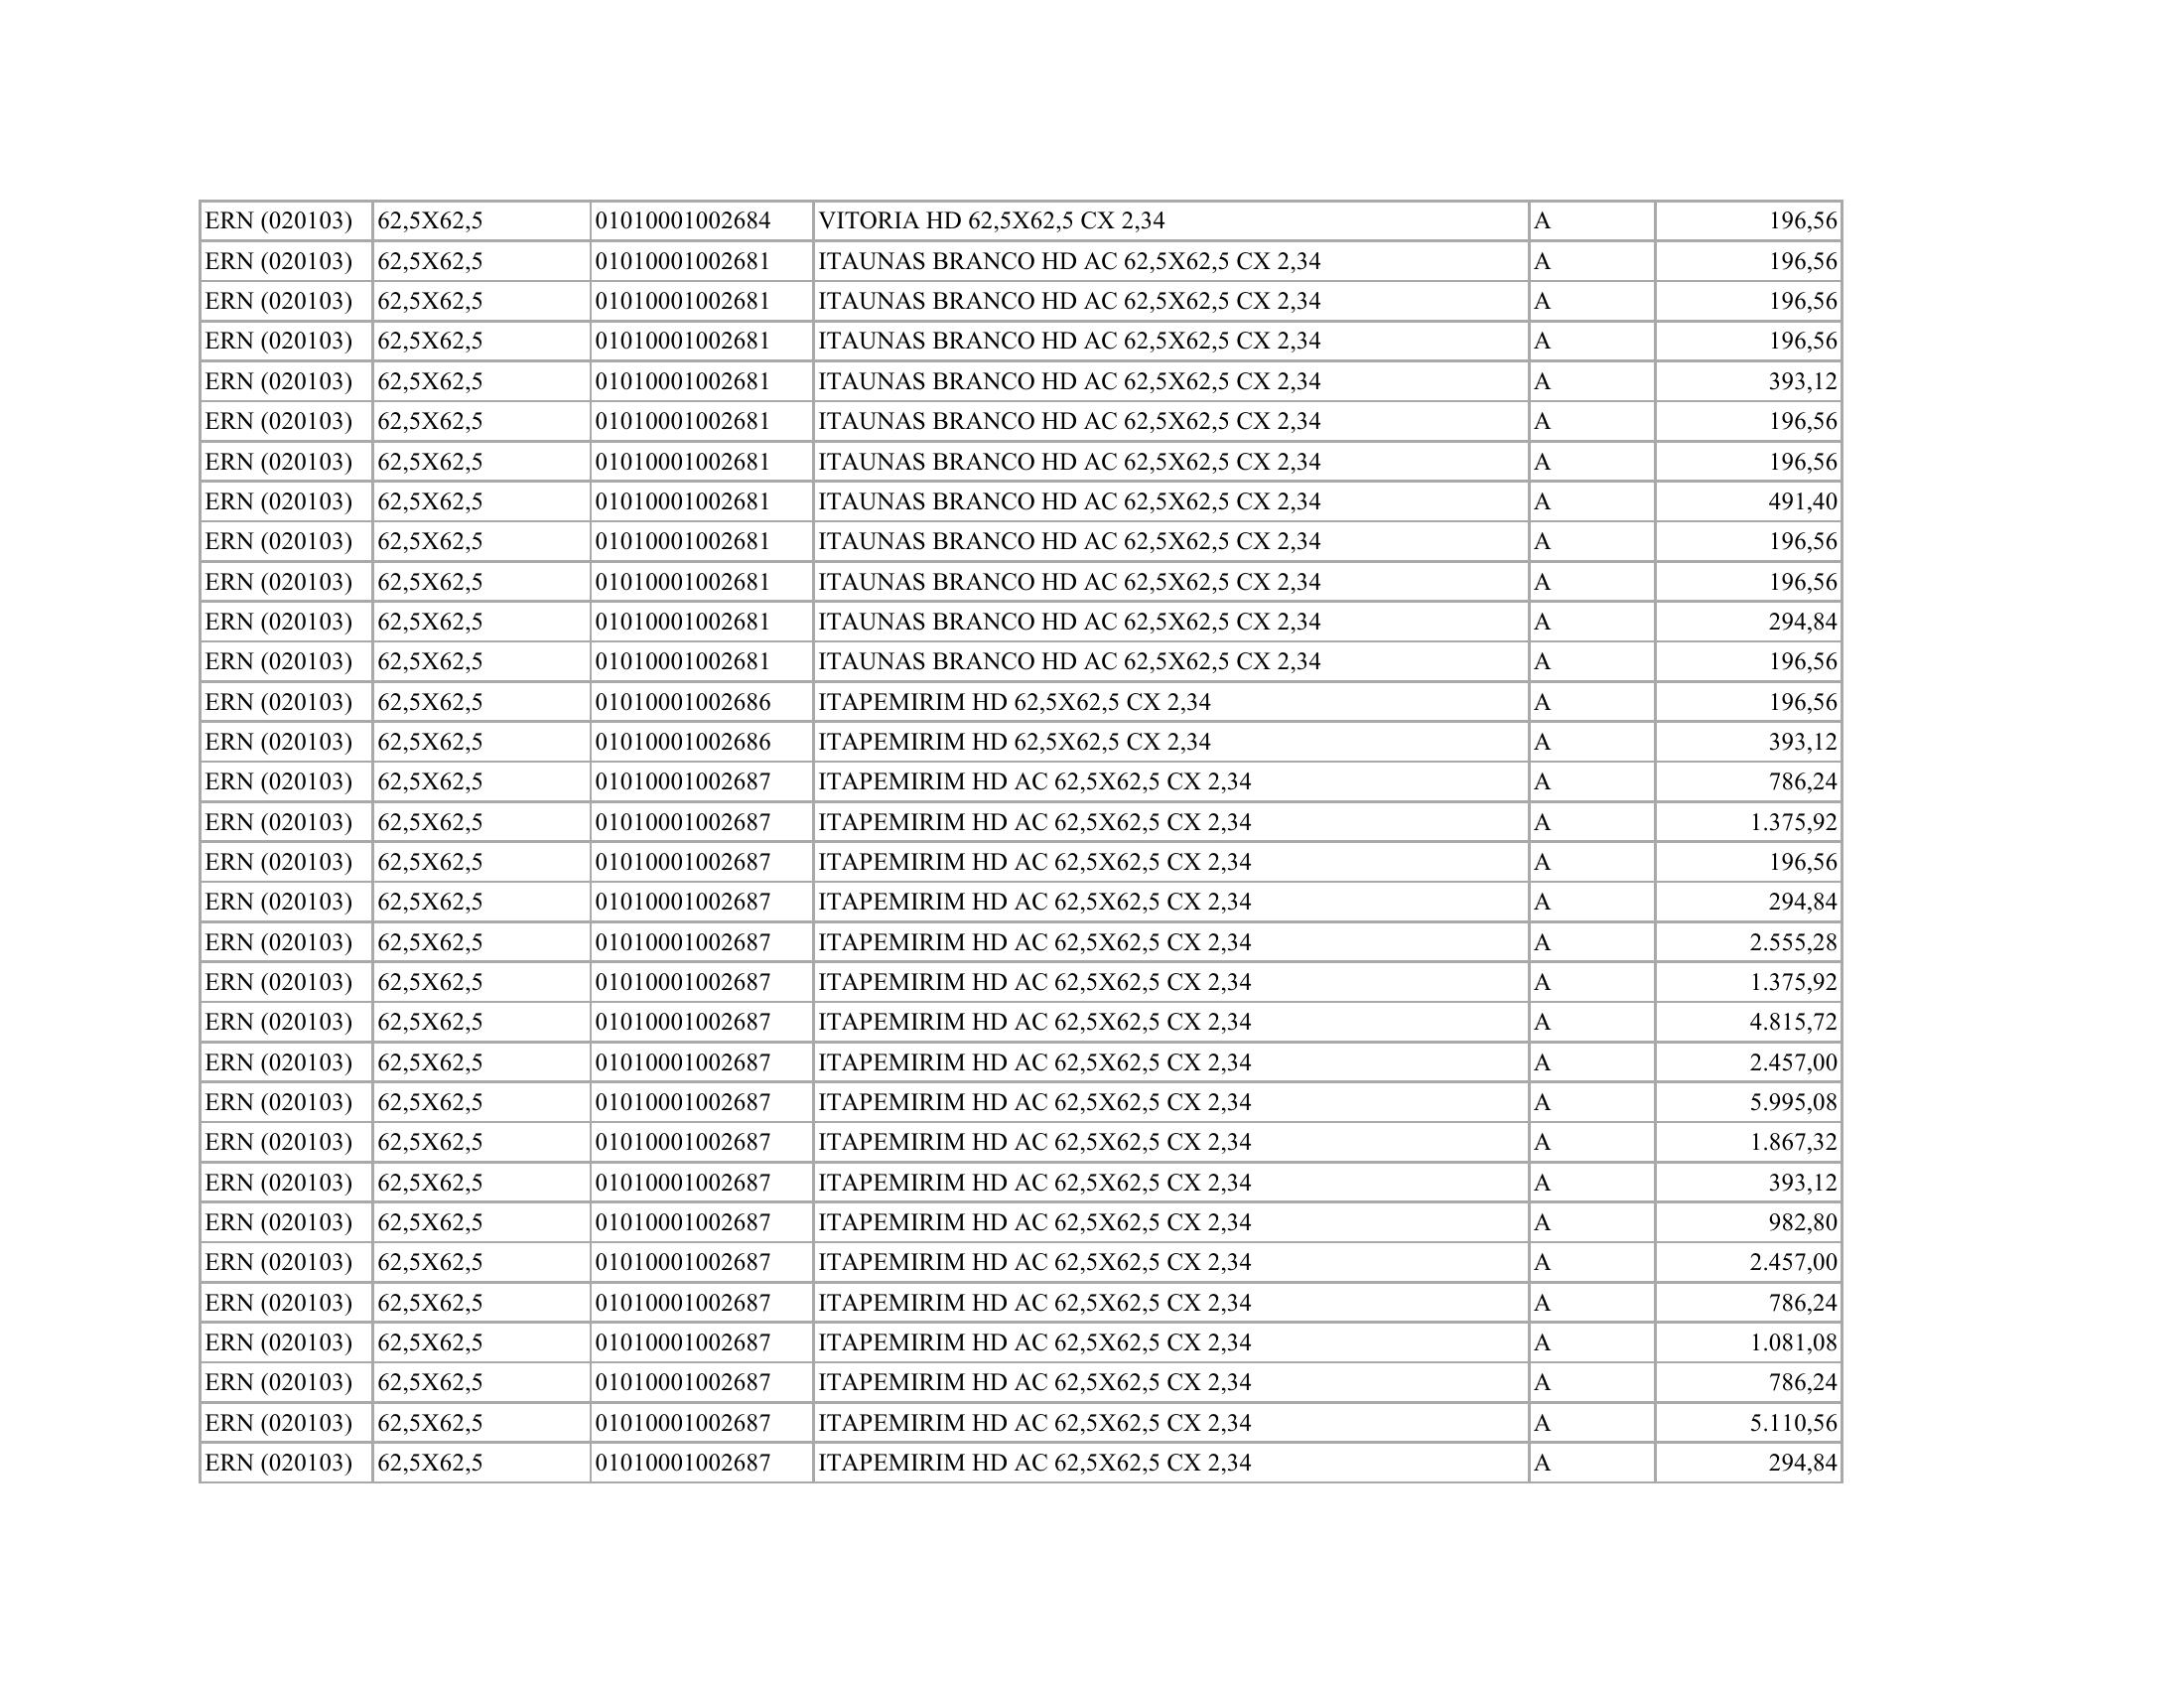 ERN (020103) 62,5X62,5 01010001002684 VITORIA HD 62,5X62,5 CX 2,34 A 196,56
ERN (020103) 62,5X62,5 01010001002681 ITAUNAS BRANCO HD AC 62,5X62,5 CX 2,34 A 196,56
ERN (020103) 62,5X62,5 01010001002681 ITAUNAS BRANCO HD AC 62,5X62,5 CX 2,34 A 196,56
ERN (020103) 62,5X62,5 01010001002681 ITAUNAS BRANCO HD AC 62,5X62,5 CX 2,34 A 196,56
ERN (020103) 62,5X62,5 01010001002681 ITAUNAS BRANCO HD AC 62,5X62,5 CX 2,34 A 393,12
ERN (020103) 62,5X62,5 01010001002681 ITAUNAS BRANCO HD AC 62,5X62,5 CX 2,34 A 196,56
ERN (020103) 62,5X62,5 01010001002681 ITAUNAS BRANCO HD AC 62,5X62,5 CX 2,34 A 196,56
ERN (020103) 62,5X62,5 01010001002681 ITAUNAS BRANCO HD AC 62,5X62,5 CX 2,34 A 491,40
ERN (020103) 62,5X62,5 01010001002681 ITAUNAS BRANCO HD AC 62,5X62,5 CX 2,34 A 196,56
ERN (020103) 62,5X62,5 01010001002681 ITAUNAS BRANCO HD AC 62,5X62,5 CX 2,34 A 196,56
ERN (020103) 62,5X62,5 01010001002681 ITAUNAS BRANCO HD AC 62,5X62,5 CX 2,34 A 294,84
ERN (020103) 62,5X62,5 01010001002681 ITAUNAS BRANCO HD AC 62,5X62,5 CX 2,34 A 196,56
ERN (020103) 62,5X62,5 01010001002686 ITAPEMIRIM HD 62,5X62,5 CX 2,34 A 196,56
ERN (020103) 62,5X62,5 01010001002686 ITAPEMIRIM HD 62,5X62,5 CX 2,34 A 393,12
ERN (020103) 62,5X62,5 01010001002687 ITAPEMIRIM HD AC 62,5X62,5 CX 2,34 A 786,24
ERN (020103) 62,5X62,5 01010001002687 ITAPEMIRIM HD AC 62,5X62,5 CX 2,34 A 1.375,92
ERN (020103) 62,5X62,5 01010001002687 ITAPEMIRIM HD AC 62,5X62,5 CX 2,34 A 196,56
ERN (020103) 62,5X62,5 01010001002687 ITAPEMIRIM HD AC 62,5X62,5 CX 2,34 A 294,84
ERN (020103) 62,5X62,5 01010001002687 ITAPEMIRIM HD AC 62,5X62,5 CX 2,34 A 2.555,28
ERN (020103) 62,5X62,5 01010001002687 ITAPEMIRIM HD AC 62,5X62,5 CX 2,34 A 1.375,92
ERN (020103) 62,5X62,5 01010001002687 ITAPEMIRIM HD AC 62,5X62,5 CX 2,34 A 4.815,72
ERN (020103) 62,5X62,5 01010001002687 ITAPEMIRIM HD AC 62,5X62,5 CX 2,34 A 2.457,00
ERN (020103) 62,5X62,5 01010001002687 ITAPEMIRIM HD AC 62,5X62,5 CX 2,34 A 5.995,08
ERN (020103) 62,5X62,5 01010001002687 ITAPEMIRIM HD AC 62,5X62,5 CX 2,34 A 1.867,32
ERN (020103) 62,5X62,5 01010001002687 ITAPEMIRIM HD AC 62,5X62,5 CX 2,34 A 393,12
ERN (020103) 62,5X62,5 01010001002687 ITAPEMIRIM HD AC 62,5X62,5 CX 2,34 A 982,80
ERN (020103) 62,5X62,5 01010001002687 ITAPEMIRIM HD AC 62,5X62,5 CX 2,34 A 2.457,00
ERN (020103) 62,5X62,5 01010001002687 ITAPEMIRIM HD AC 62,5X62,5 CX 2,34 A 786,24
ERN (020103) 62,5X62,5 01010001002687 ITAPEMIRIM HD AC 62,5X62,5 CX 2,34 A 1.081,08
ERN (020103) 62,5X62,5 01010001002687 ITAPEMIRIM HD AC 62,5X62,5 CX 2,34 A 786,24
ERN (020103) 62,5X62,5 01010001002687 ITAPEMIRIM HD AC 62,5X62,5 CX 2,34 A 5.110,56
ERN (020103) 62,5X62,5 01010001002687 ITAPEMIRIM HD AC 62,5X62,5 CX 2,34 A 294,84